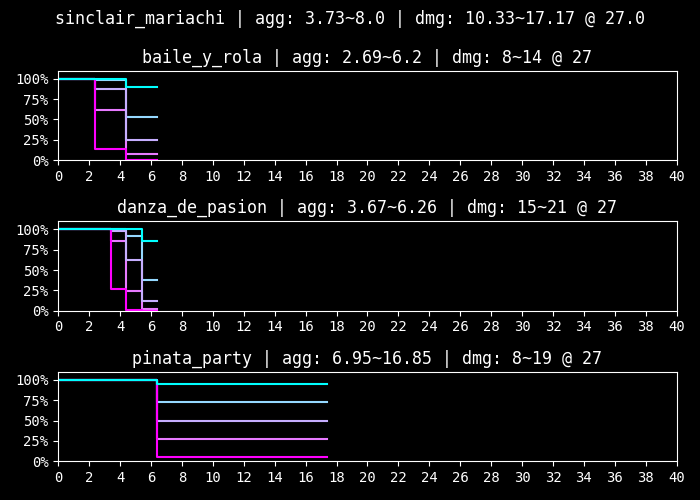 sinclair_mariachi | agg: 3.73~8.0 | dmg: 10.33~17.17 @ 27.0
baile_y_rola | agg: 2.69~6.2 | dmg: 8~14 @ 27
100%
75%
50%
25%
0%
0 2 4 6 8 10 12 14 16 18 20 22 24 26 28 30 32 34 36 38 40
danza_de_pasion | agg: 3.67~6.26 | dmg: 15~21 @ 27
100%
75%
50%
25%
0%
0 2 4 6 8 10 12 14 16 18 20 22 24 26 28 30 32 34 36 38 40
pinata_party | agg: 6.95~16.85 | dmg: 8~19 @ 27
100%
75%
50%
25%
0%
0 2 4 6 8 10 12 14 16 18 20 22 24 26 28 30 32 34 36 38 40